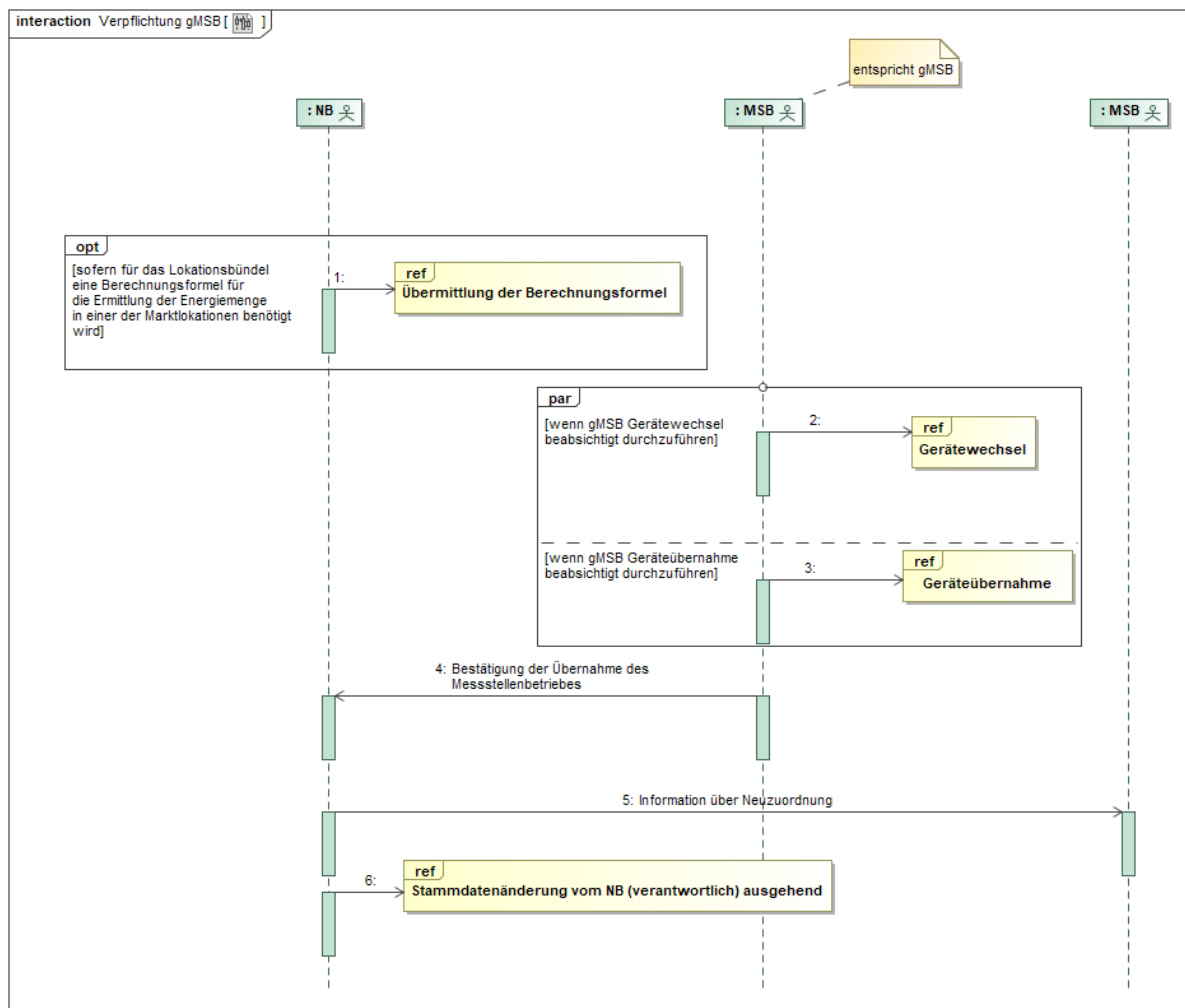 interaction Verpflichtung gMSB[ ]
entspricht gMSB
: NB
: MSB
: MSB
opt
[sofern für das Lokationsbündel
eine Berechnungsformel für
die Ermittlung der Energiemenge
in einer der Marktlokationen benötigt
wird]
1:
ref
Übermittlung der Berechnungsformel
par
[wenn gMSB Gerätewechsel
beabsichtigt durchzuführen]
2:
ref
Gerätewechsel
[wenn gMSB Geräteübernahme
beabsichtigt durchzuführen]
3:
ref
Geräteübernahme
4: Bestätigung der Übernahme des
Messstellenbetriebes
5: Information über Neuzuordnung
6:
ref
Stammdatenänderung vom NB (verantwortlich) ausgehend